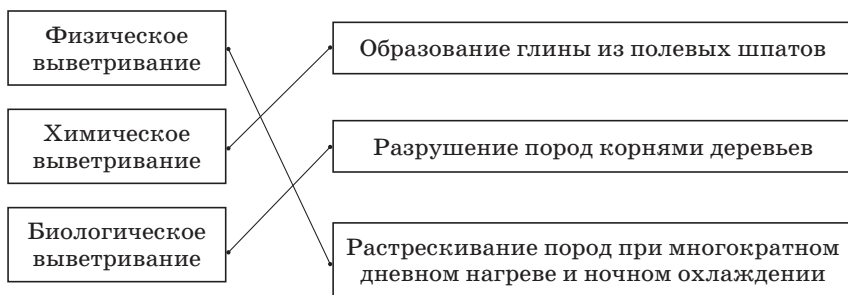 Физическое
выветривание
Химическое
выветривание
Биологическое
выветривание
Образование глины из полевых шпатов
Разрушение пород корнями деревьев
Растрескивание пород при многократном
дневном нагреве и ночном охлаждении